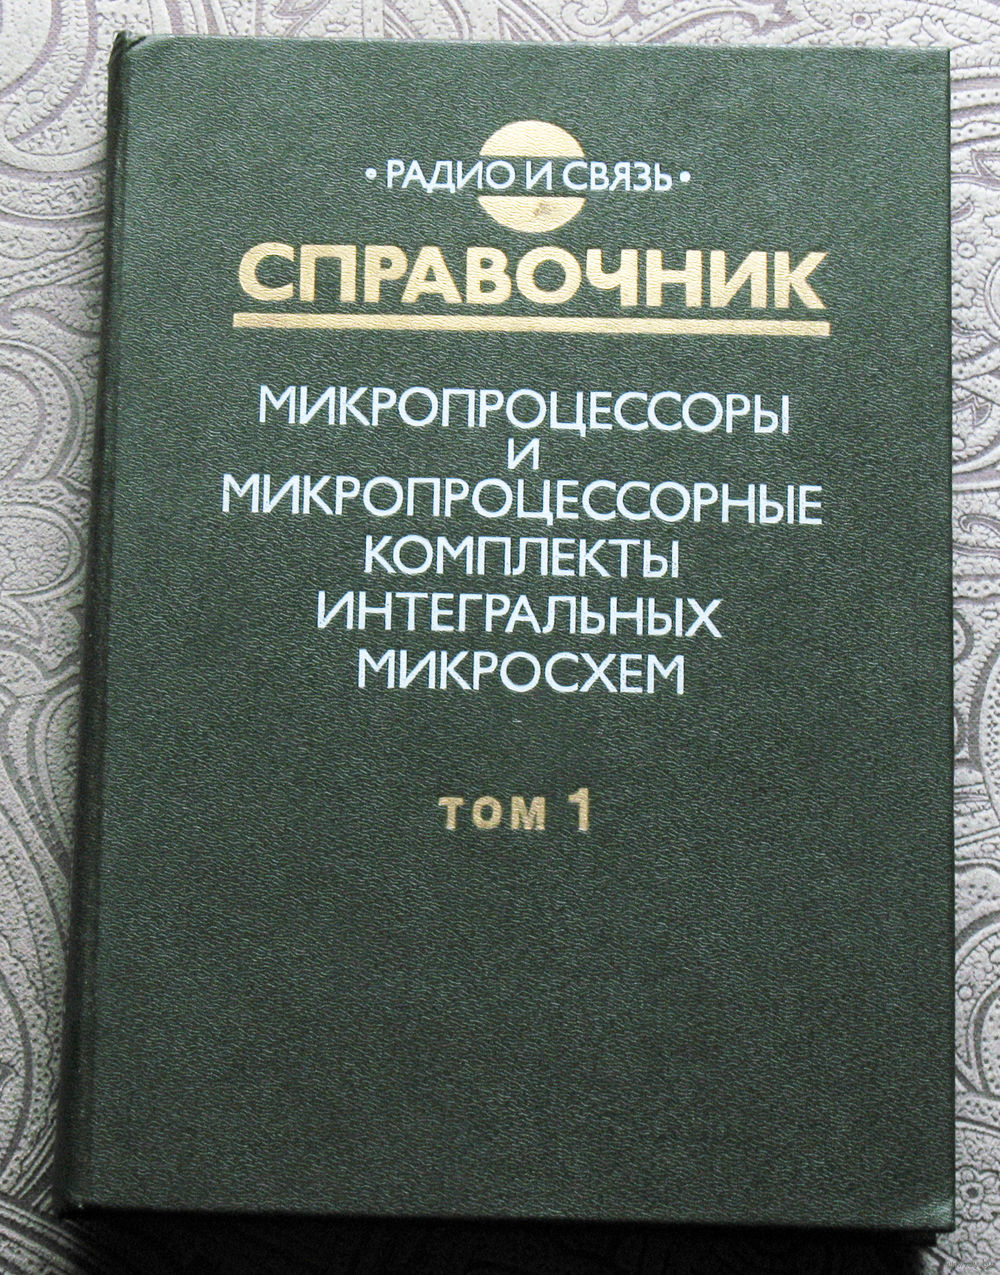 • РАДИО И СВЯЗЬ •
СПРАВОЧНИК
МИКРОПРОЦЕССОРЫ
И
МИКРОПРОЦЕССОРНЫЕ
КОМПЛЕКТЫ
ИНТЕГРАЛЬНЫХ
МИКРОСХЕМ
ТОМ 1